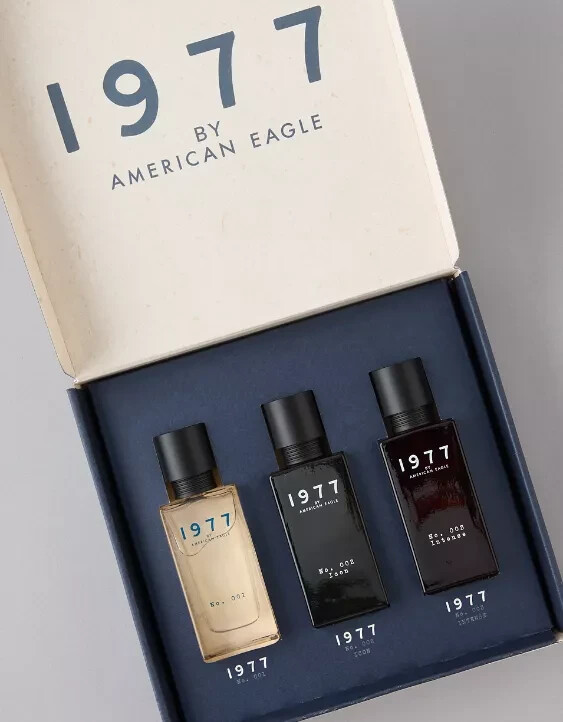 1977
BY
AMERICAN EAGLE
1977
BY
AMERICAN EAGLE
No. 001
1977
BY
AMERICAN EAGLE
No. 002
Icon
1977
BY
AMERICAN EAGLE
No. 003
Intense
1977
No. 001
1977
No. 002
ICON
1977
No. 003
INTENSE